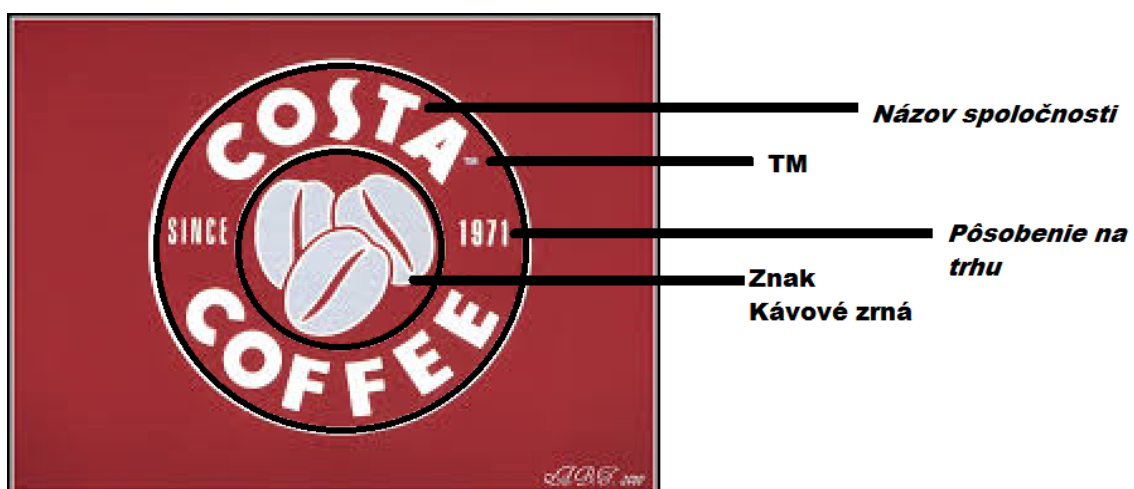 COSTA
TM
SINCE
1971
COFFEE
Názov spoločnosti
TM
Pôsobenie na
trhu
Znak
Kávové zrná